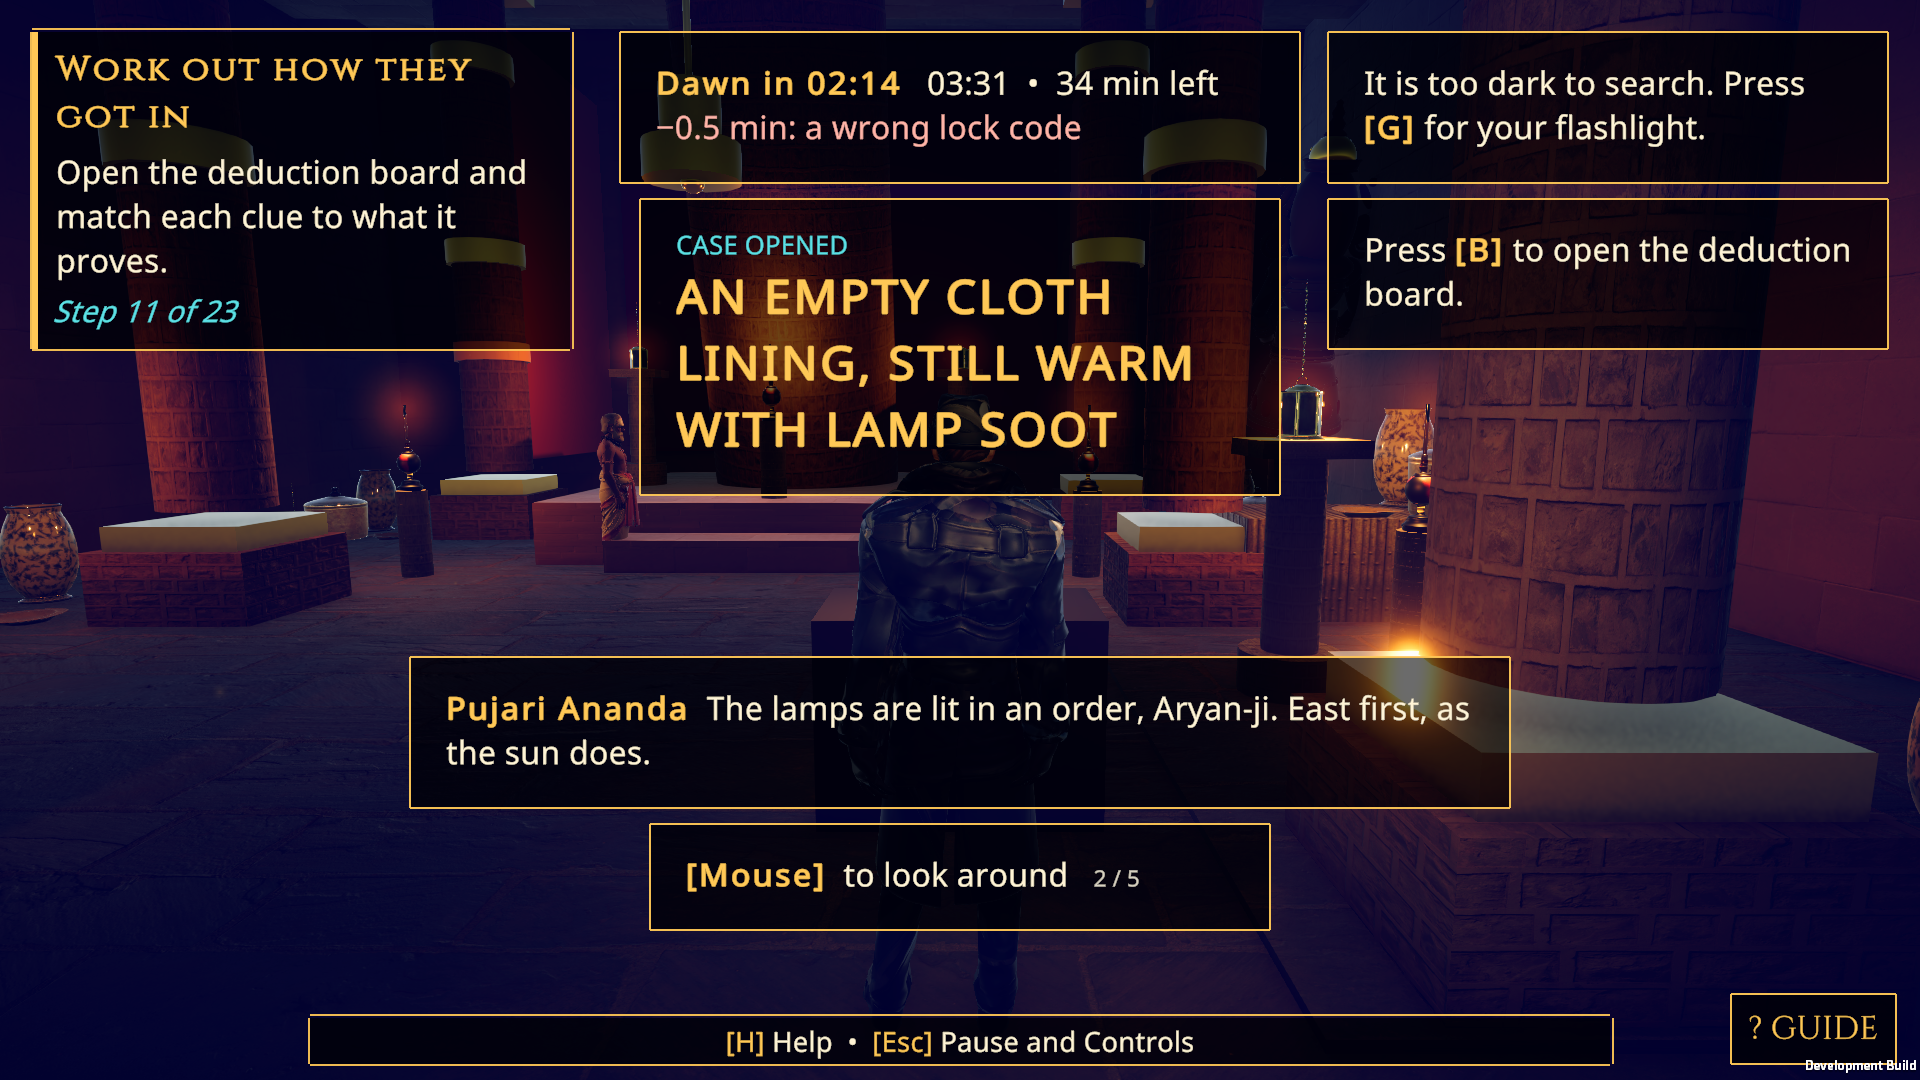 WORK OUT HOW THEY
GOT IN
Open the deduction board and
match each clue to what it
proves.
Step 11 of 23
Dawn in 02:14 03:31 • 34 min left
−0.5 min: a wrong lock code
It is too dark to search. Press
[G] for your flashlight.
CASE OPENED
AN EMPTY CLOTH
LINING, STILL WARM
WITH LAMP SOOT
Press [B] to open the deduction
board.
Pujari Ananda The lamps are lit in an order, Aryan-ji. East first, as
the sun does.
[Mouse] to look around 2 / 5
[H] Help • [Esc] Pause and Controls
? GUIDE
Development Build